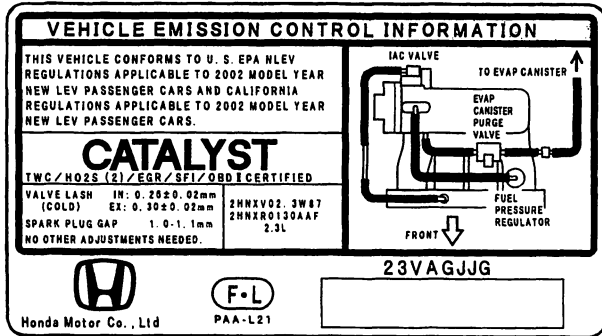 VEHICLE EMISSION CONTROL INFORMATION
THIS VEHICLE CONFORMS TO U.S. EPA NLEV
REGULATIONS APPLICABLE TO 2002 MODEL YEAR
NEW LEV PASSENGER CARS AND CALIFORNIA
REGULATIONS APPLICABLE TO 2002 MODEL YEAR
NEW LEV PASSENGER CARS.
CATALYST
TWC/HO2S (2)/EGR/SFI/OBD II CERTIFIED
VALVE LASH IN: 0.26±0.02mm
(COLD) EX: 0.30±0.02mm
SPARK PLUG GAP 1.0-1.1mm
NO OTHER ADJUSTMENTS NEEDED.
2HNXV02.3W87
2HNXR0130AAF
2.3L
IAC VALVE
TO EVAP CANISTER
EVAP
CANISTER
PURGE
VALVE
FUEL
PRESSURE
REGULATOR
FRONT
23VAGJJG
Honda Motor Co., Ltd
F•L
PAA-L21